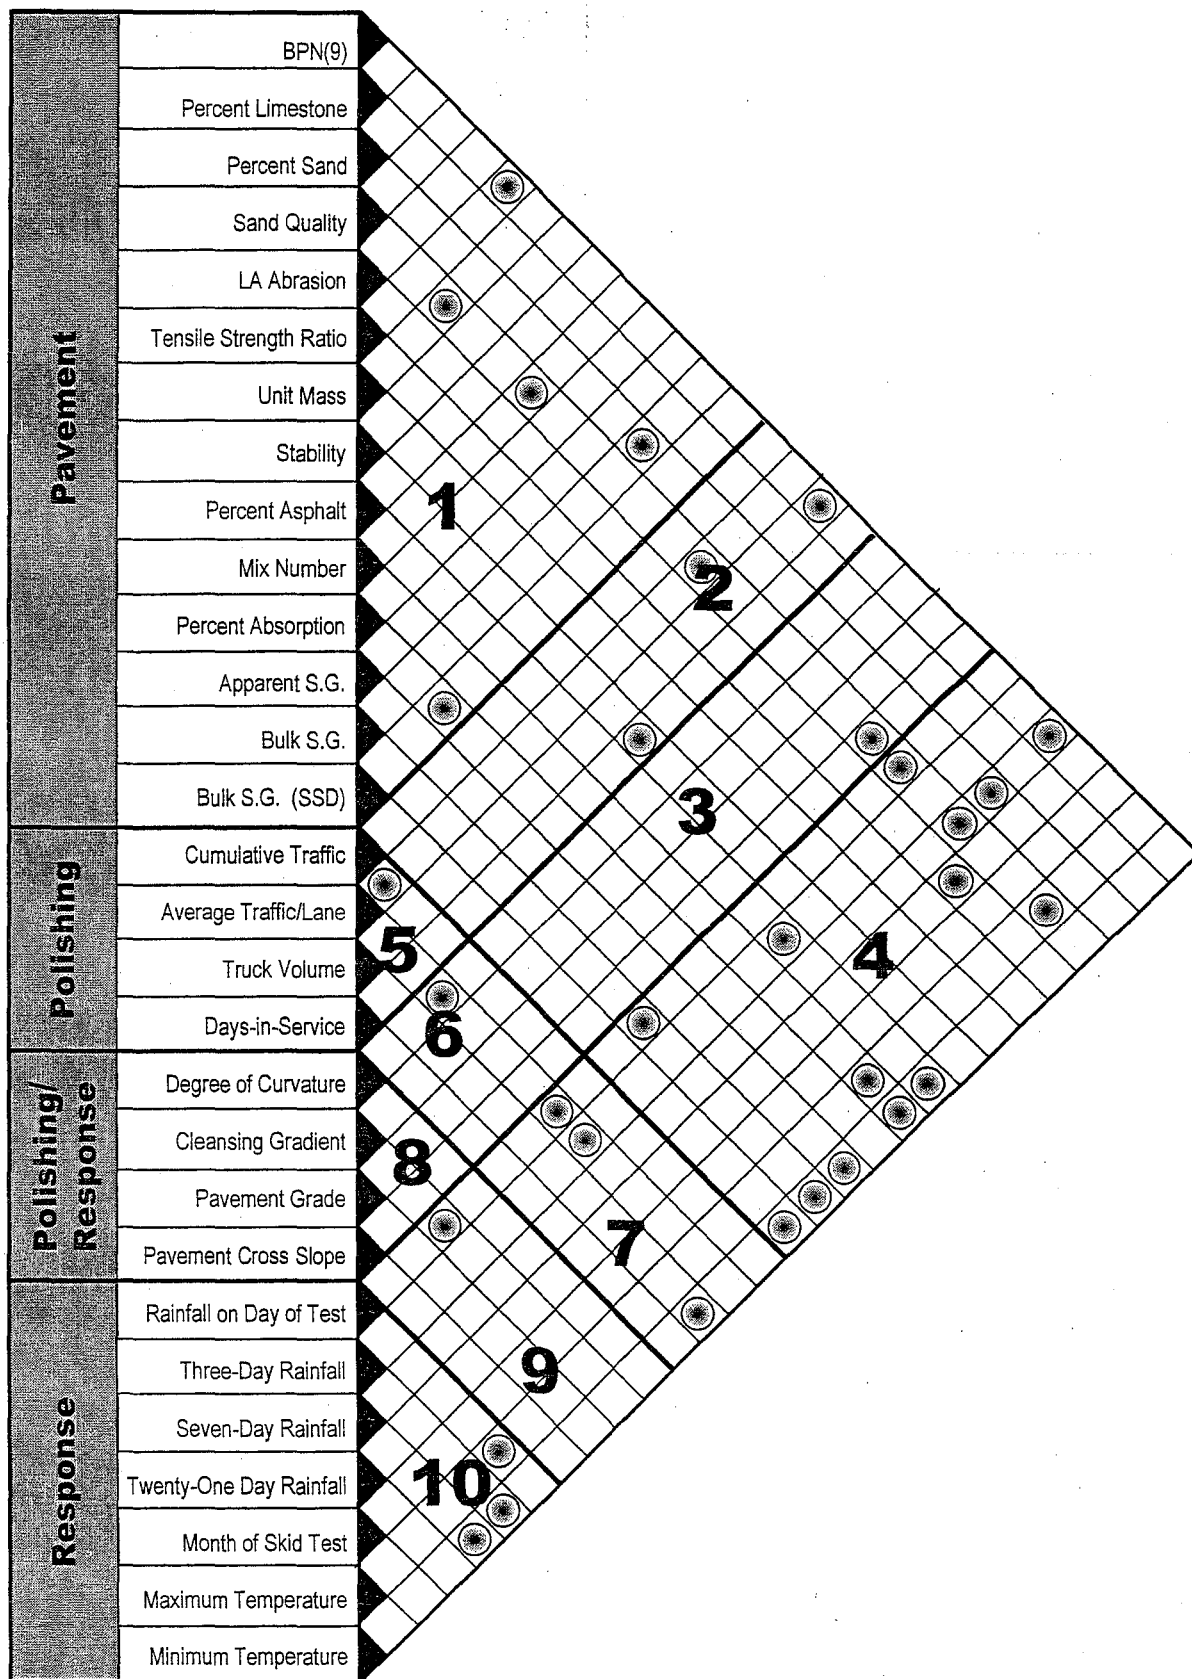 Pavement
BPN(9)
Percent Limestone
Percent Sand
Sand Quality
LA Abrasion
Tensile Strength Ratio
Unit Mass
Stability
Percent Asphalt
Mix Number
Percent Absorption
Apparent S.G.
Bulk S.G.
Bulk S.G. (SSD)
Polishing
Cumulative Traffic
Average Traffic/Lane
Truck Volume
Days-in-Service
Polishing/
Response
Degree of Curvature
Cleansing Gradient
Pavement Grade
Pavement Cross Slope
Response
Rainfall on Day of Test
Three-Day Rainfall
Seven-Day Rainfall
Twenty-One Day Rainfall
Month of Skid Test
Maximum Temperature
Minimum Temperature
1
2
3
4
5
6
8
7
9
10